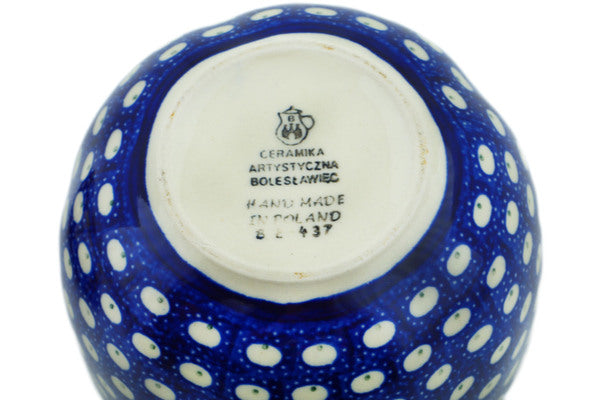 B
CERAMIKA
ARTYSTYCZNA
BOLESŁAWIEC
HAND MADE
IN POLAND
437